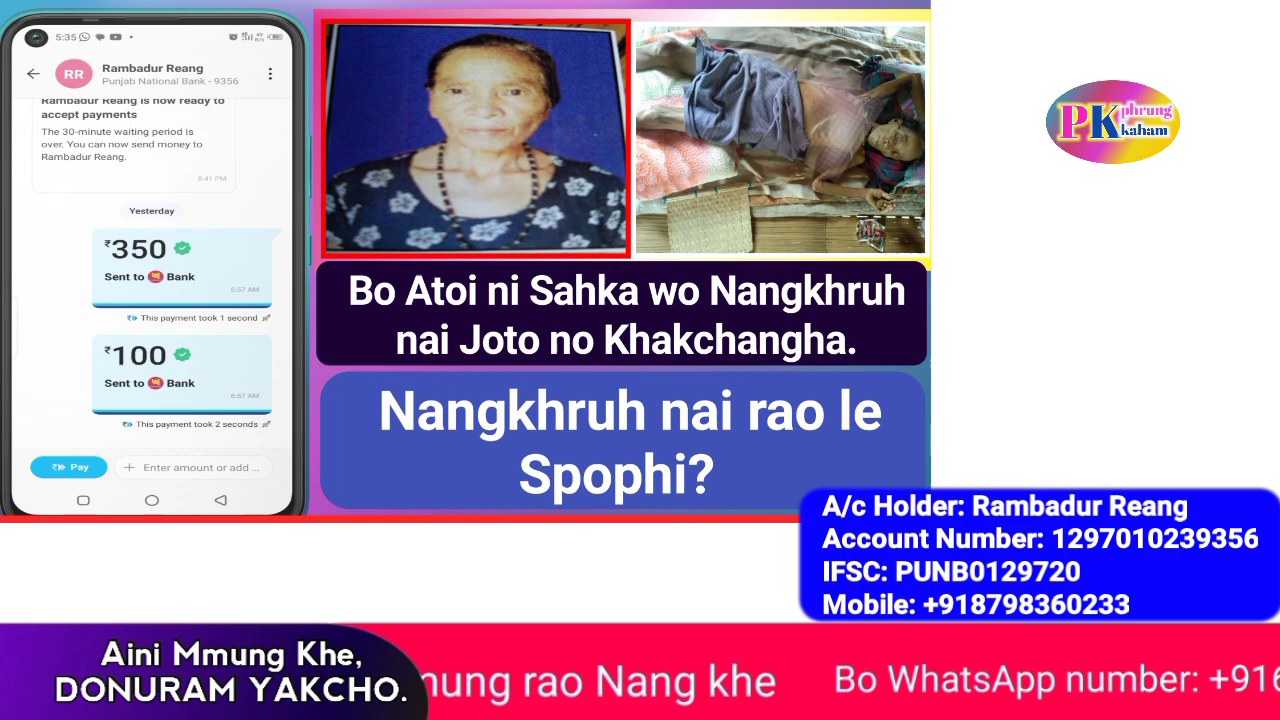 5:35
RR
Rambadur Reang
Punjab National Bank - 9356
Rambadur Reang is now ready to
accept payments
The 30-minute waiting period is
over. You can now send money to
Rambadur Reang.
8:41 PM
Yesterday
₹350
Sent to Bank
6:57 AM
This payment took 1 second
₹100
Sent to Bank
6:57 AM
This payment took 2 seconds
Pay
+ Enter amount or add ...
Bo Atoi ni Sahka wo Nangkhruh
nai Joto no Khakchangha.
Nangkhruh nai rao le
Spophi?
PK phrung
kaham
A/c Holder: Rambadur Reang
Account Number: 1297010239356
IFSC: PUNB0129720
Mobile: +918798360233
Aini Mmung Khe,
DONURAM YAKCHO.
mung rao Nang khe Bo WhatsApp number: +916